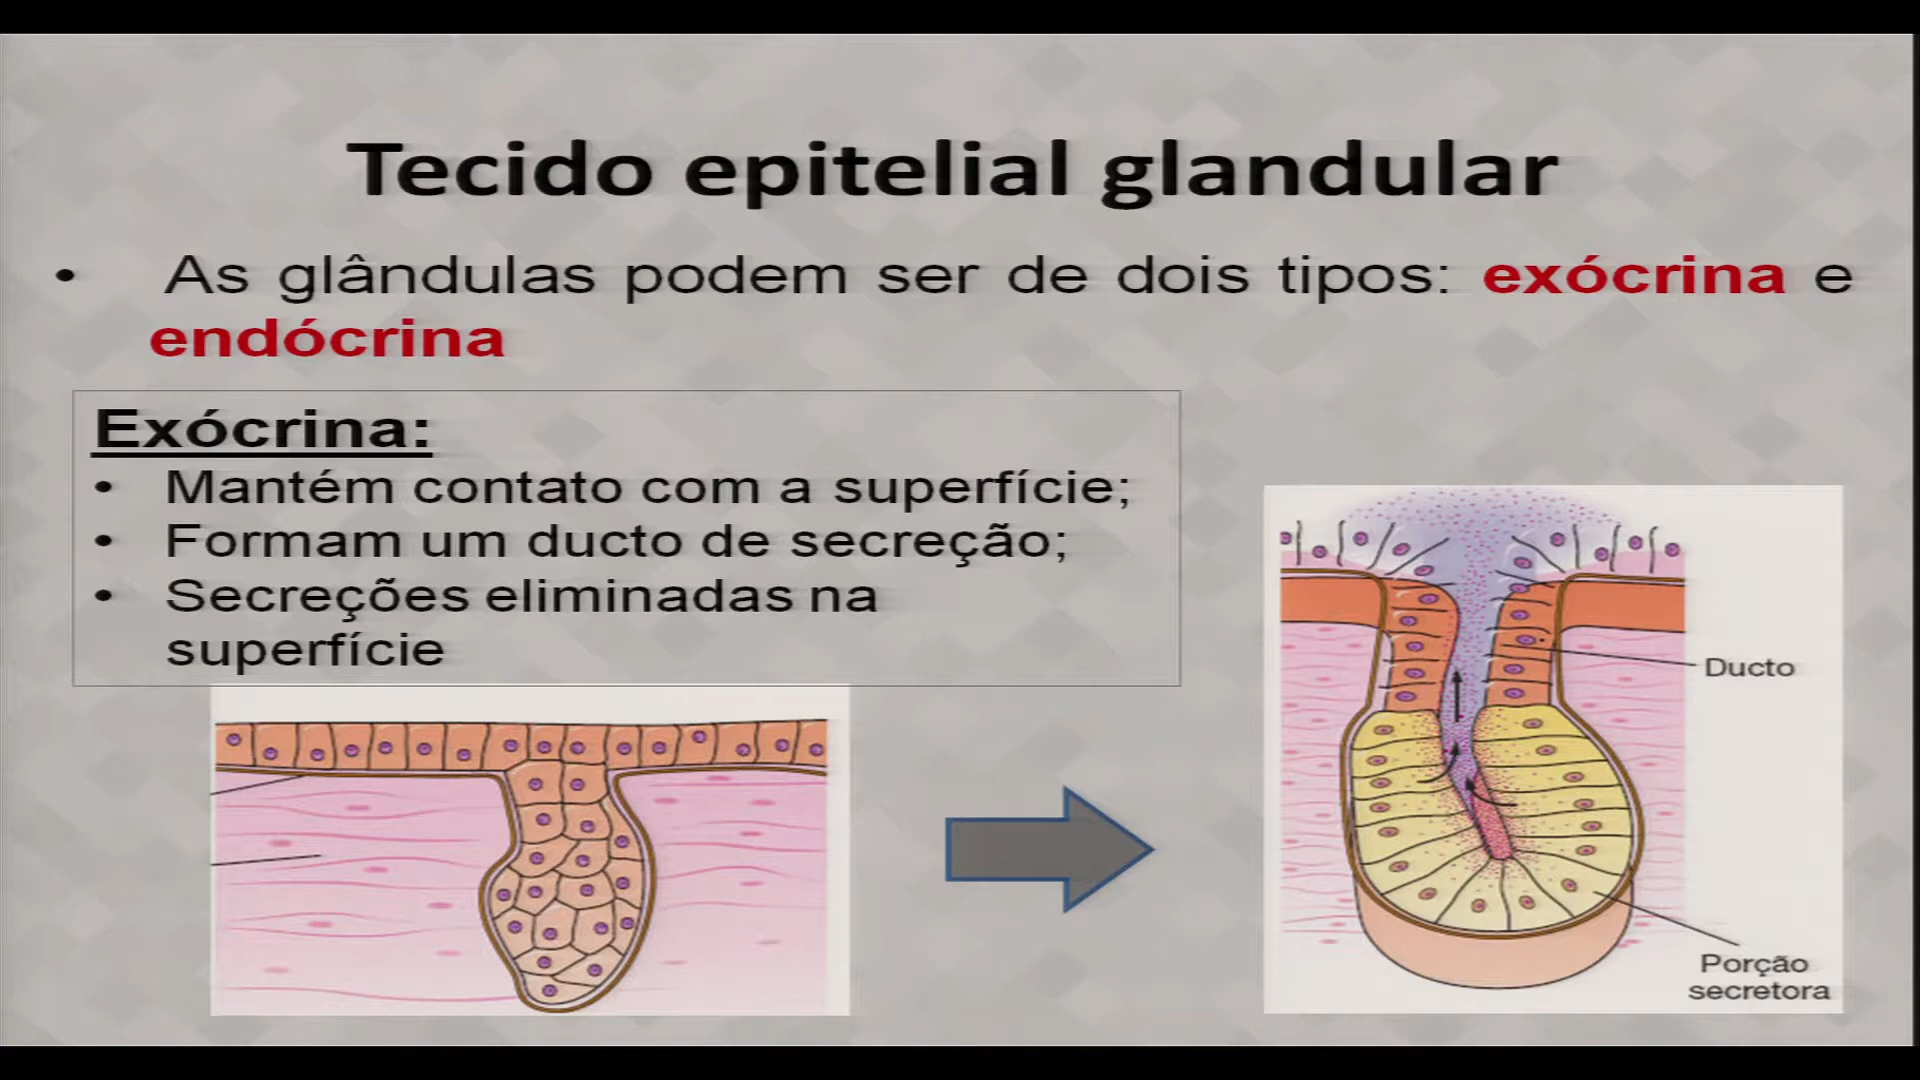 Tecido epitelial glandular
• As glândulas podem ser de dois tipos: exócrina e
endócrina
Exócrina:
• Mantém contato com a superfície;
• Formam um ducto de secreção;
• Secreções eliminadas na
superfície
Ducto
Porção
secretora